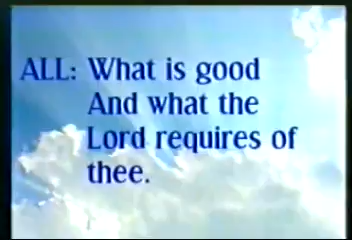 ALL: What is good
And what the
Lord requires of
thee.